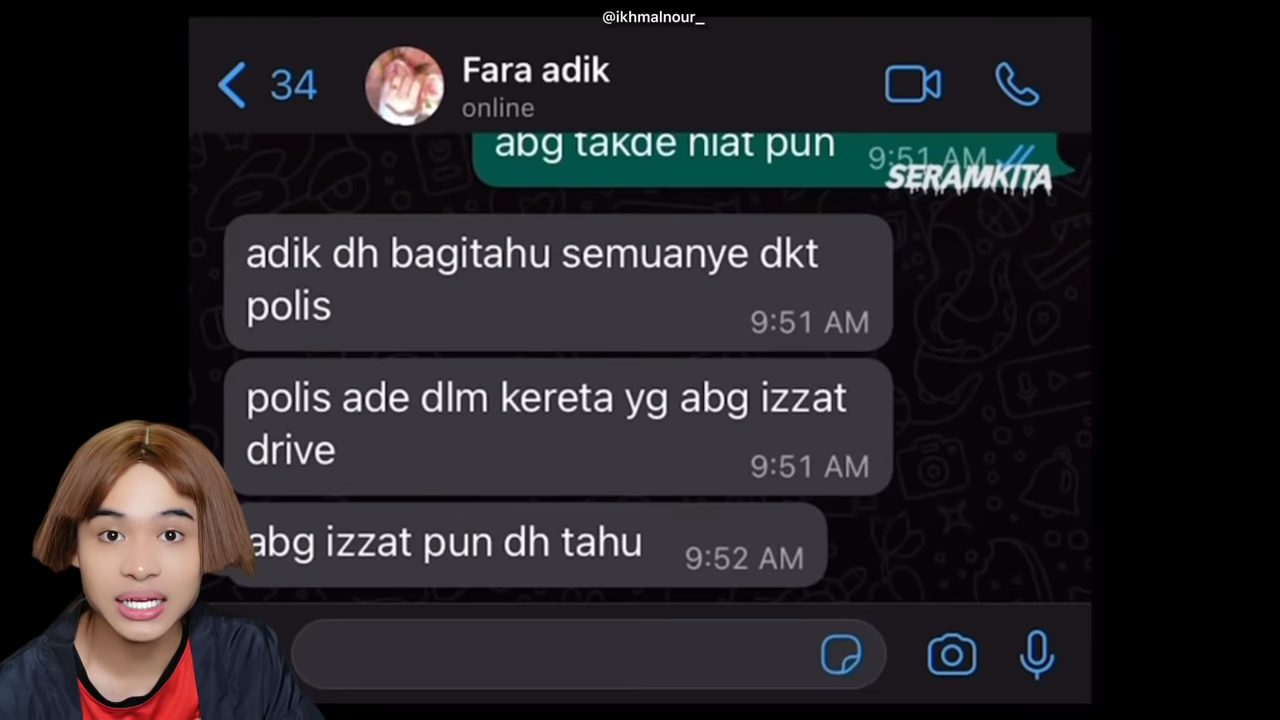 @ikhmalnour_
34
Fara adik
online
abg takde niat pun
9:51 AM
SERAMKITA
adik dh bagitahu semuanye dkt
polis
9:51 AM
polis ade dlm kereta yg abg izzat
drive
9:51 AM
abg izzat pun dh tahu
9:52 AM